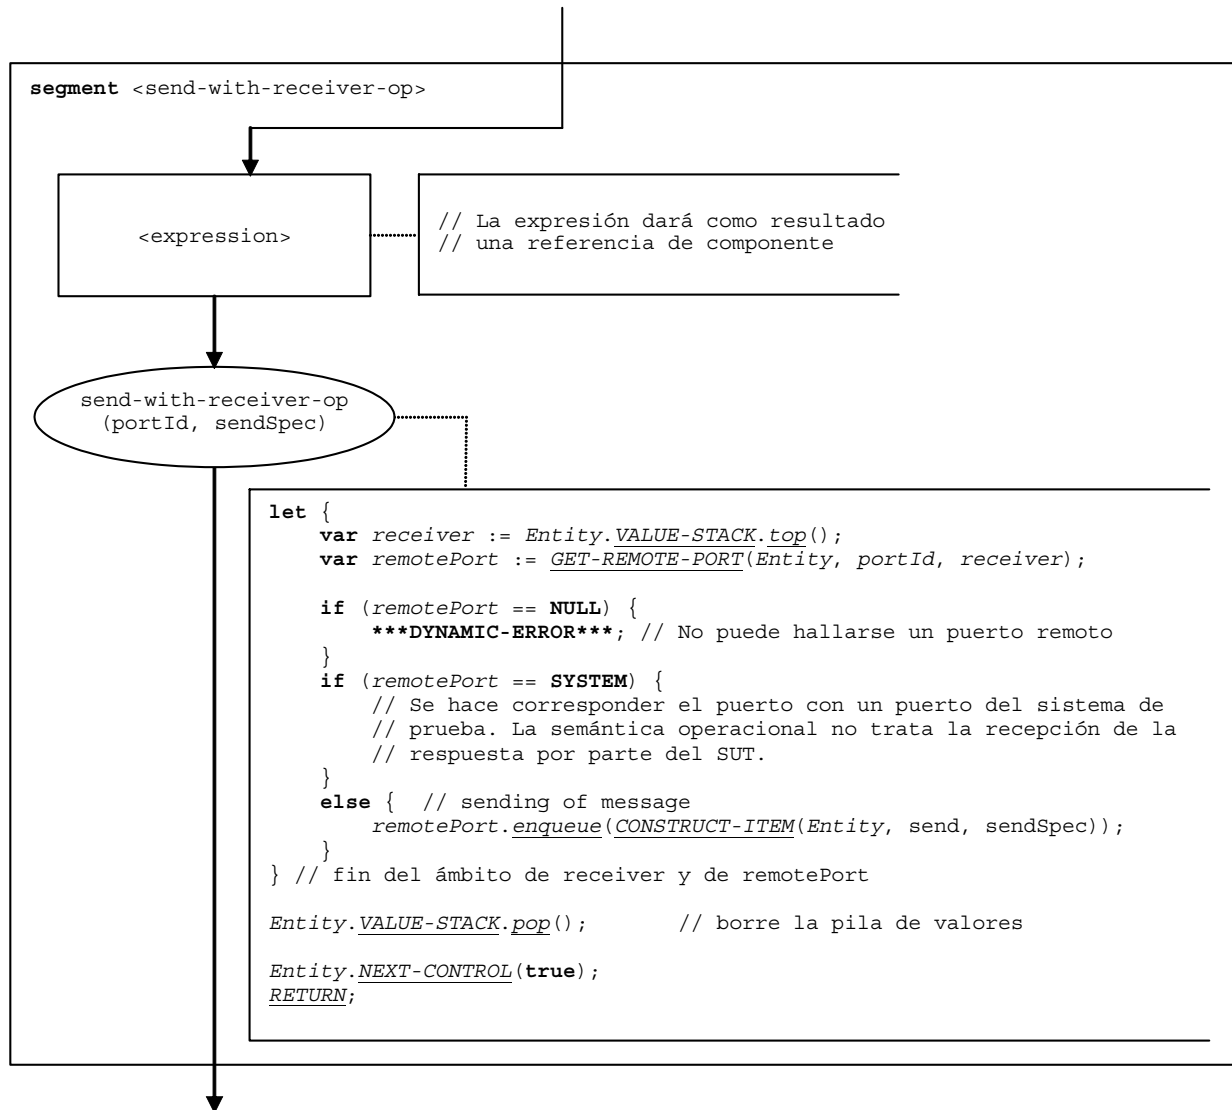 segment <send-with-receiver-op>
<expression>
// La expresión dará como resultado
// una referencia de componente
send-with-receiver-op
(portId, sendSpec)
let {
    var receiver := Entity.VALUE-STACK.top();
    var remotePort := GET-REMOTE-PORT(Entity, portId, receiver);
    if (remotePort == NULL) {
        ***DYNAMIC-ERROR***; // No puede hallarse un puerto remoto
    }
    if (remotePort == SYSTEM) {
        // Se hace corresponder el puerto con un puerto del sistema de
        // prueba. La semántica operacional no trata la recepción de la
        // respuesta por parte del SUT.
    }
    else {  // sending of message
        remotePort.enqueue(CONSTRUCT-ITEM(Entity, send, sendSpec));
    }
} // fin del ámbito de receiver y de remotePort
Entity.VALUE-STACK.pop();       // borre la pila de valores
Entity.NEXT-CONTROL(true);
RETURN;